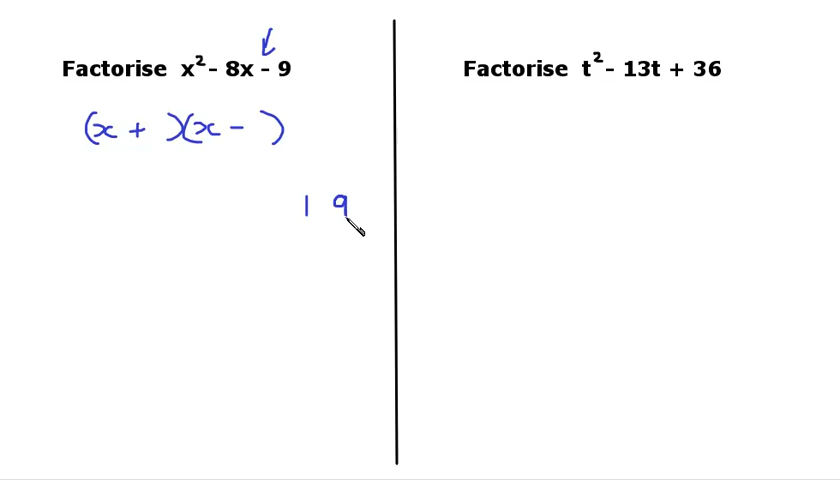 Factorise x² - 8x - 9
(x + )(x - )
1 9
Factorise t² - 13t + 36